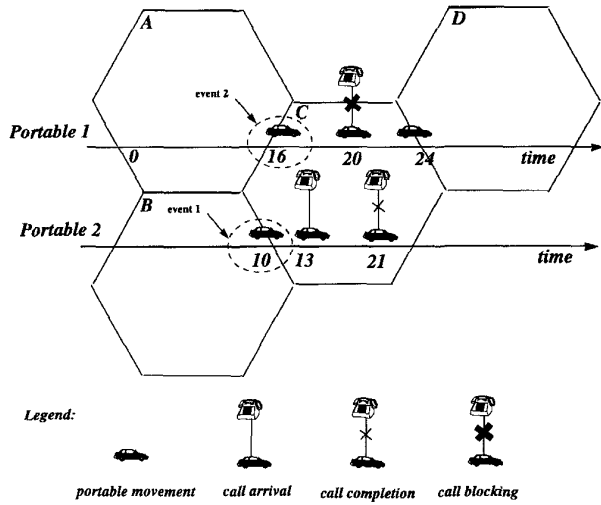 A
D
event 2
C
Portable 1
0
16
20
24
time
B
event 1
Portable 2
10
13
21
time
Legend:
portable movement
call arrival
call completion
call blocking